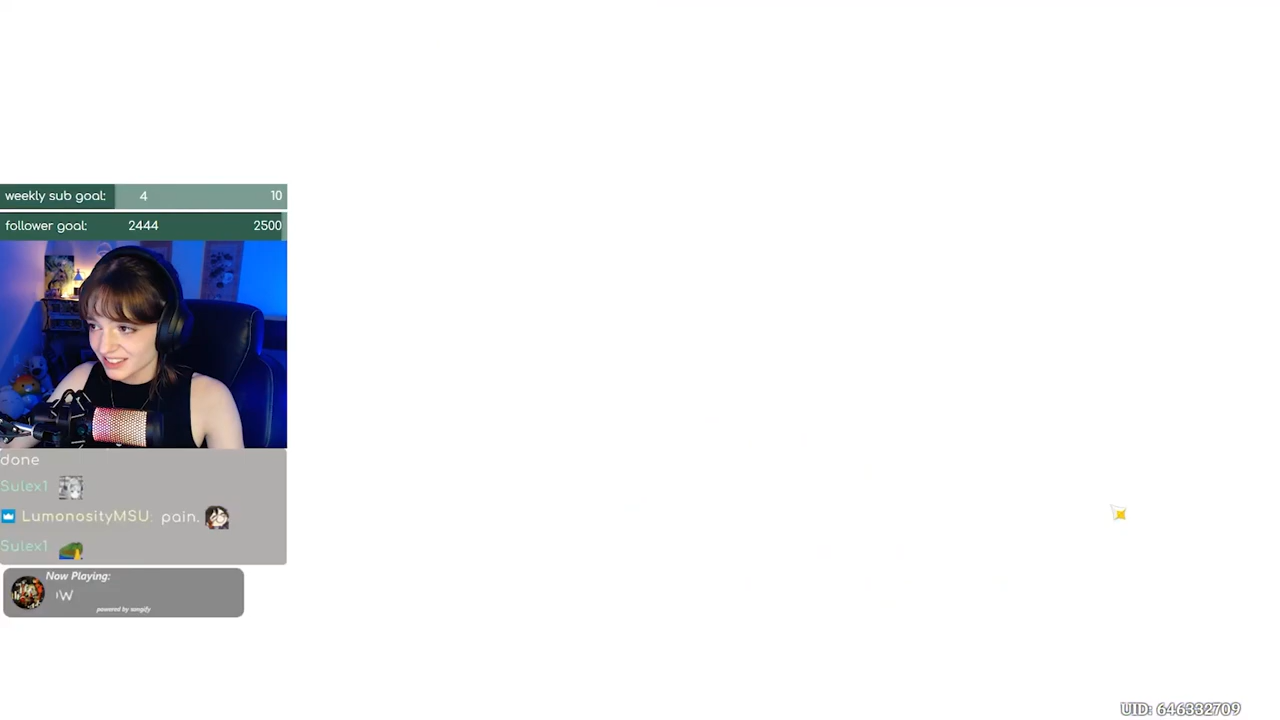 weekly sub goal: 4 10
follower goal: 2444 2500
done
Sulex1
LumonosityMSU: pain.
Sulex1
Now Playing:
W
powered by songify
UID: 646332709